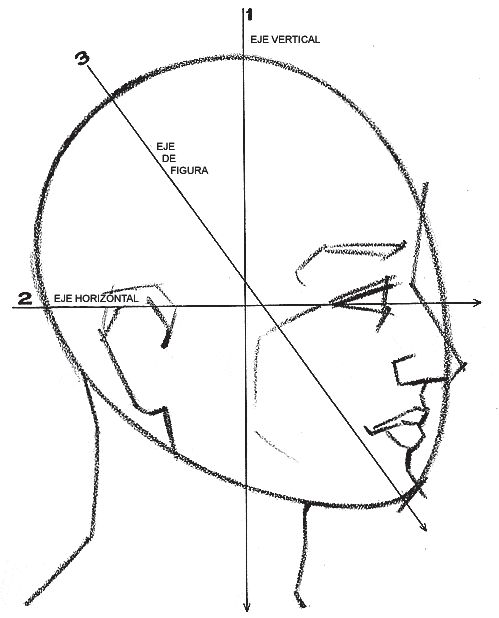 1
EJE VERTICAL
3
EJE
DE
FIGURA
2 EJE HORIZONTAL